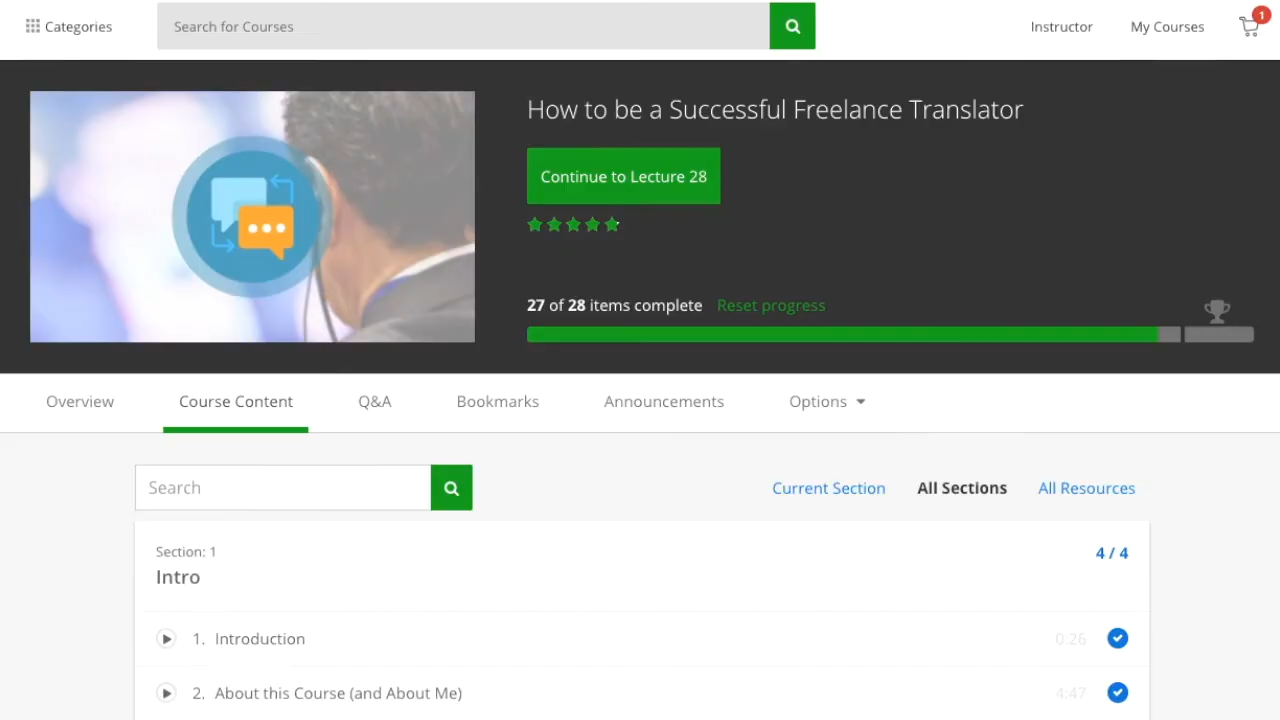 Categories
Search for Courses
Instructor
My Courses
1
How to be a Successful Freelance Translator
Continue to Lecture 28
27 of 28 items complete Reset progress
Overview
Course Content
Q&A
Bookmarks
Announcements
Options
Search
Current Section
All Sections
All Resources
Section: 1
4 / 4
Intro
1. Introduction 0:26
2. About this Course (and About Me) 4:47